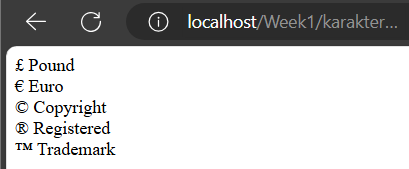 localhost/Week1/karakter...
£ Pound
€ Euro
© Copyright
® Registered
™ Trademark